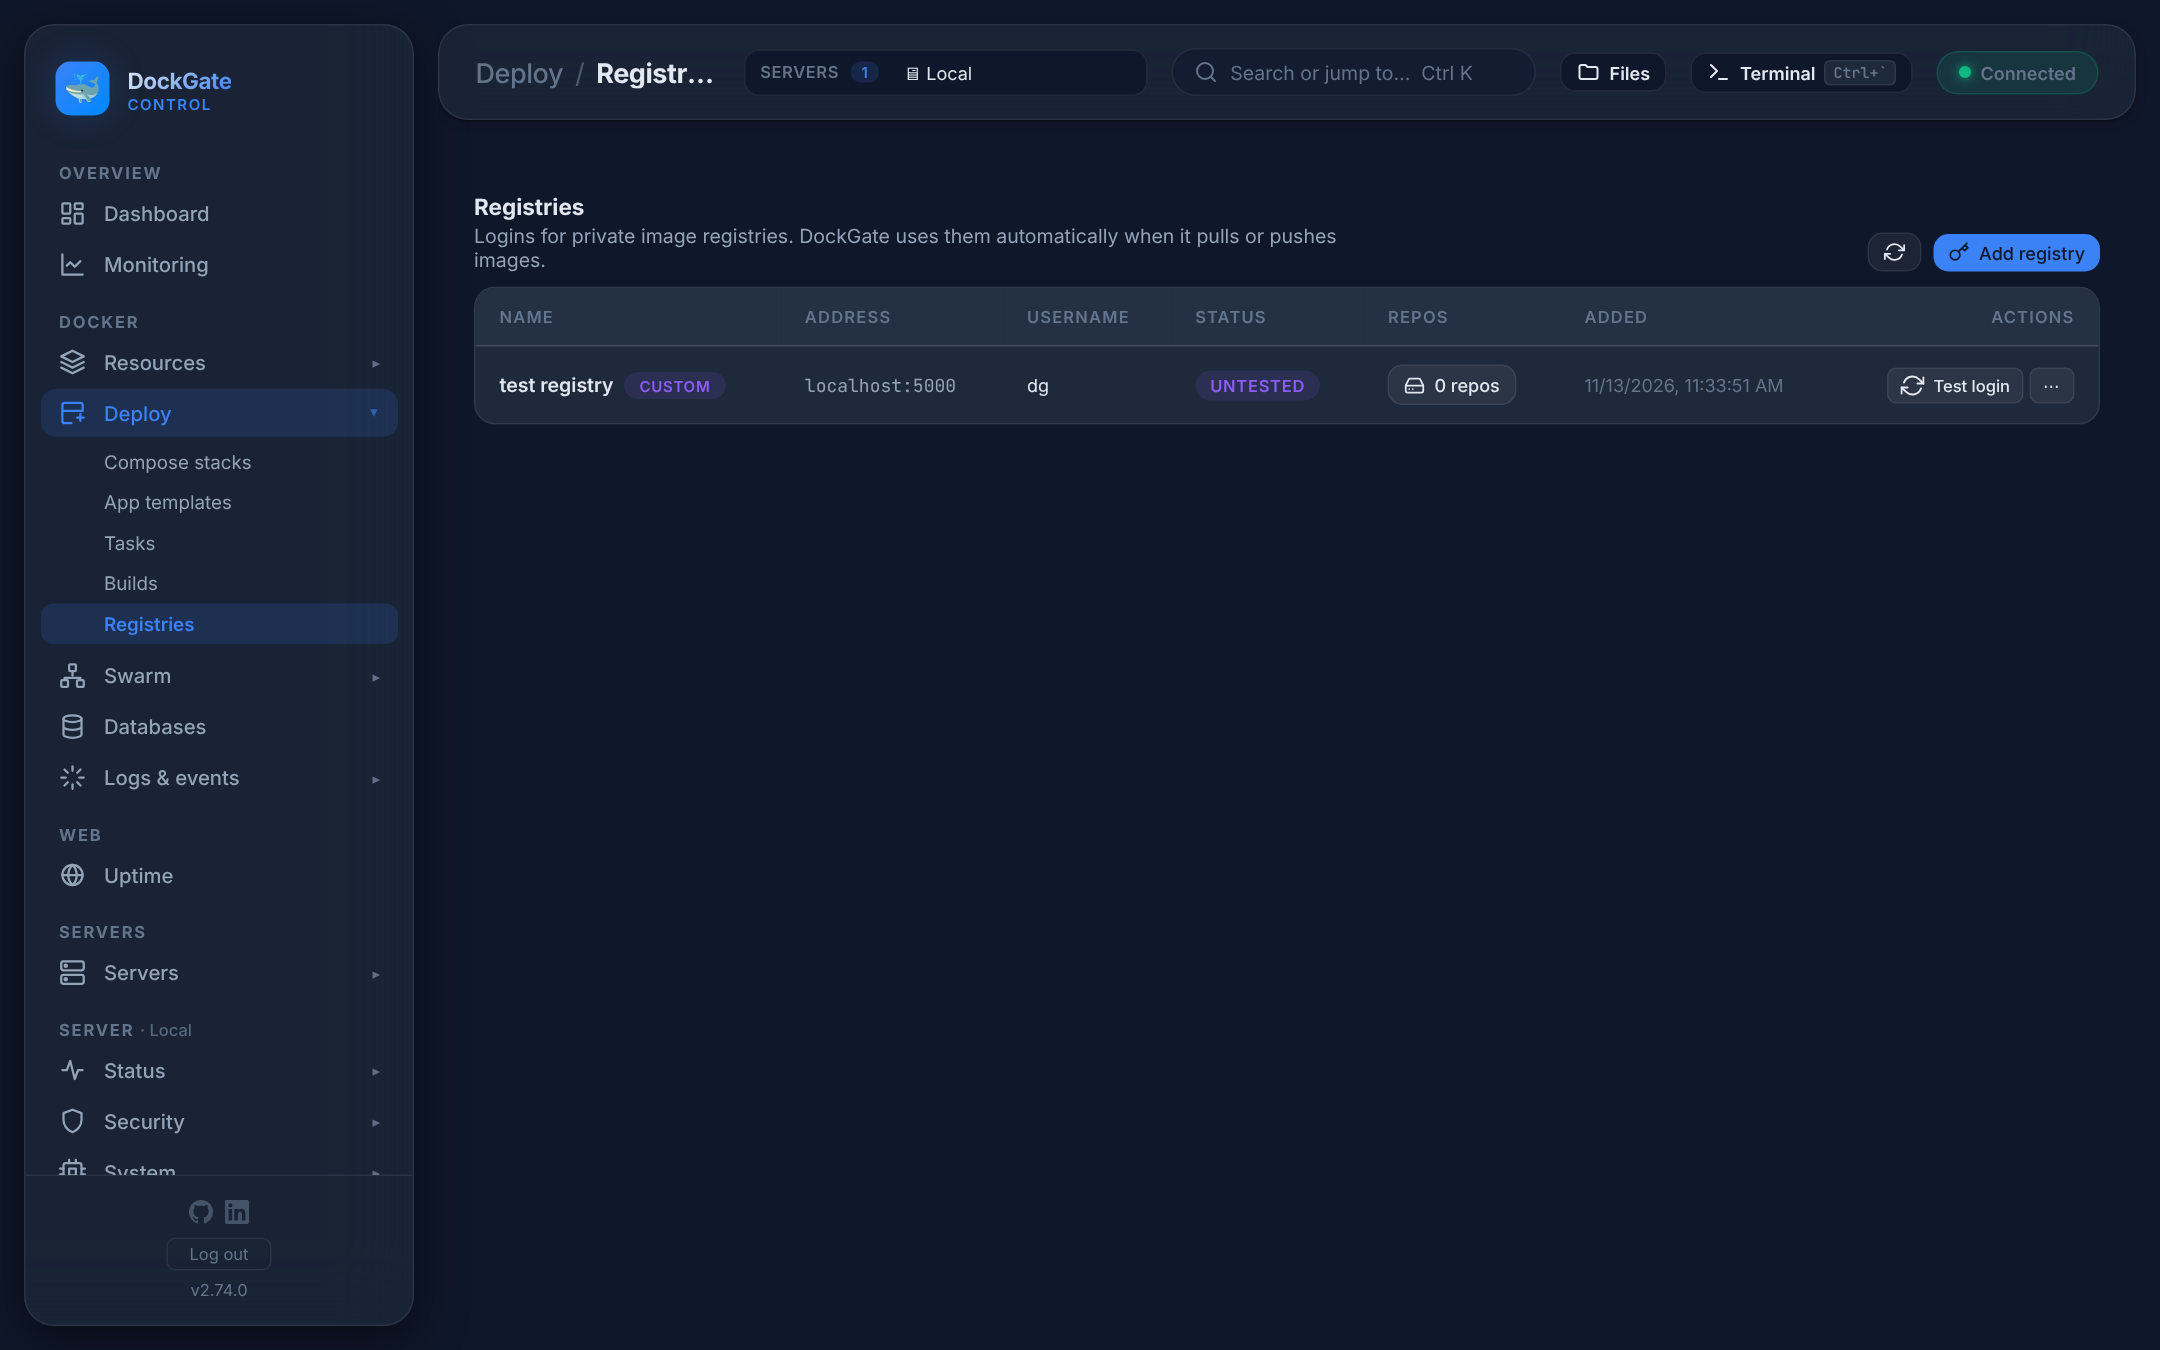 DockGate
CONTROL
OVERVIEW
Dashboard
Monitoring
DOCKER
Resources
Deploy
Compose stacks
App templates
Tasks
Builds
Registries
Swarm
Databases
Logs & events
WEB
Uptime
SERVERS
Servers
SERVER · Local
Status
Security
System
Log out
v2.74.0
Deploy / Registr...
SERVERS 1 Local
Search or jump to... Ctrl K
Files
Terminal Ctrl+`
Connected
Registries
Logins for private image registries. DockGate uses them automatically when it pulls or pushes
images.
Add registry
NAME ADDRESS USERNAME STATUS REPOS ADDED ACTIONS
test registry CUSTOM localhost:5000 dg UNTESTED 0 repos 11/13/2026, 11:33:51 AM Test login ...